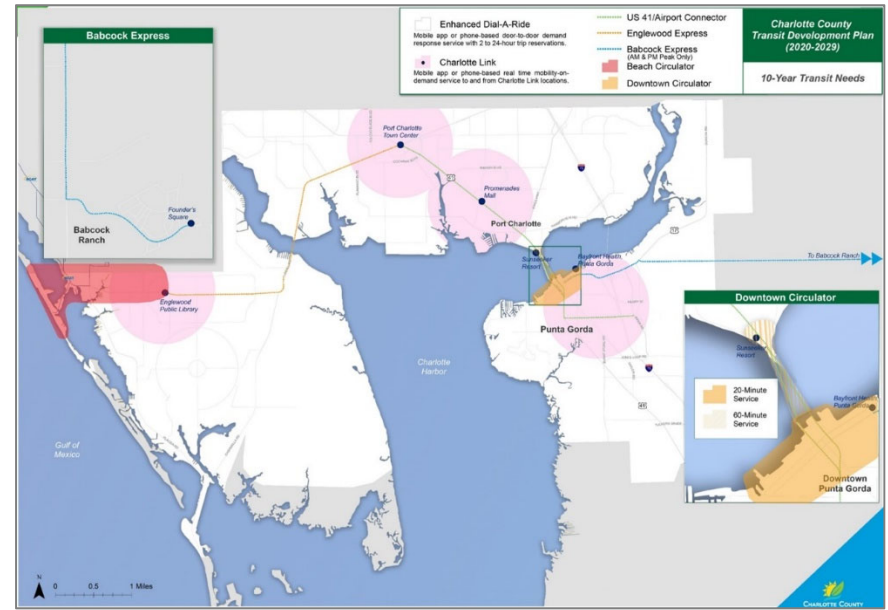 Babcock Express
Founder's
Square
Babcock
Ranch
Enhanced Dial-A-Ride
Mobile app or phone-based door-to-door demand
response service with 2 to 24-hour trip reservations.
Charlotte Link
Mobile app or phone-based real time mobility-on-
demand service to and from Charlotte Link locations.
US 41/Airport Connector
Englewood Express
Babcock Express
(AM & PM Peak Only)
Beach Circulator
Downtown Circulator
Charlotte County
Transit Development Plan
(2020-2029)
10-Year Transit Needs
Port Charlotte
Town Center
Promenades
Mall
Port Charlotte
Sunseeker
Resort
Bayfront Health
Punta Gorda
To Babcock Ranch
Englewood
Public Library
Punta Gorda
Charlotte
Harbor
Gulf of
Mexico
Downtown Circulator
Sunseeker
Resort
20-Minute
Service
60-Minute
Service
Bayfront Health
Punta Gorda
Downtown
Punta Gorda
N
0 0.5 1 Miles
CHARLOTTE COUNTY